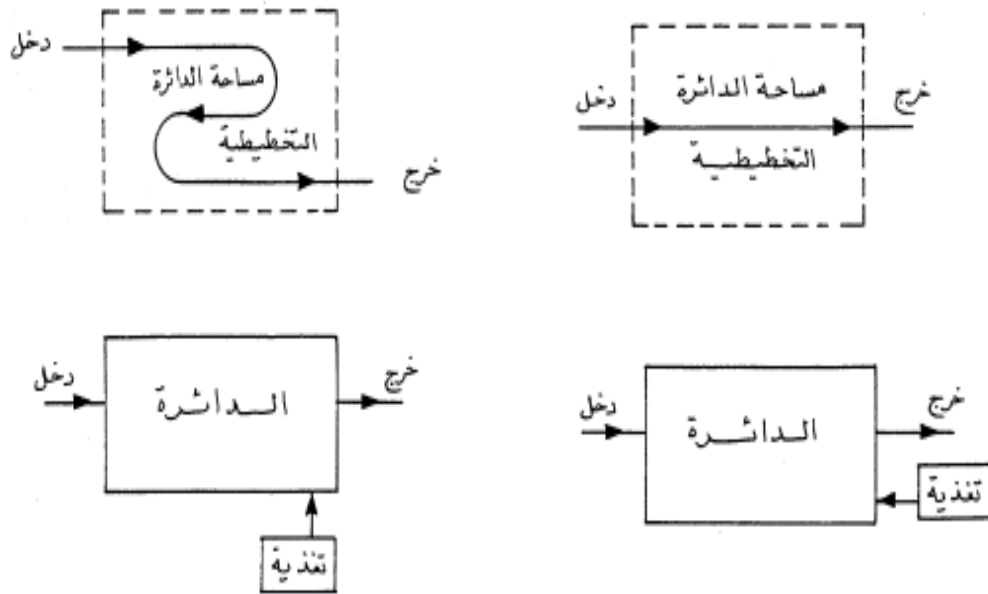 دخل
مساحة الدائرة
التخطيطية
خرج
خرج
مساحة الدائرة
دخل
التخطيطية
خرج
دخل
الدائرة
تغذية
خرج
دخل
الدائرة
تغذية